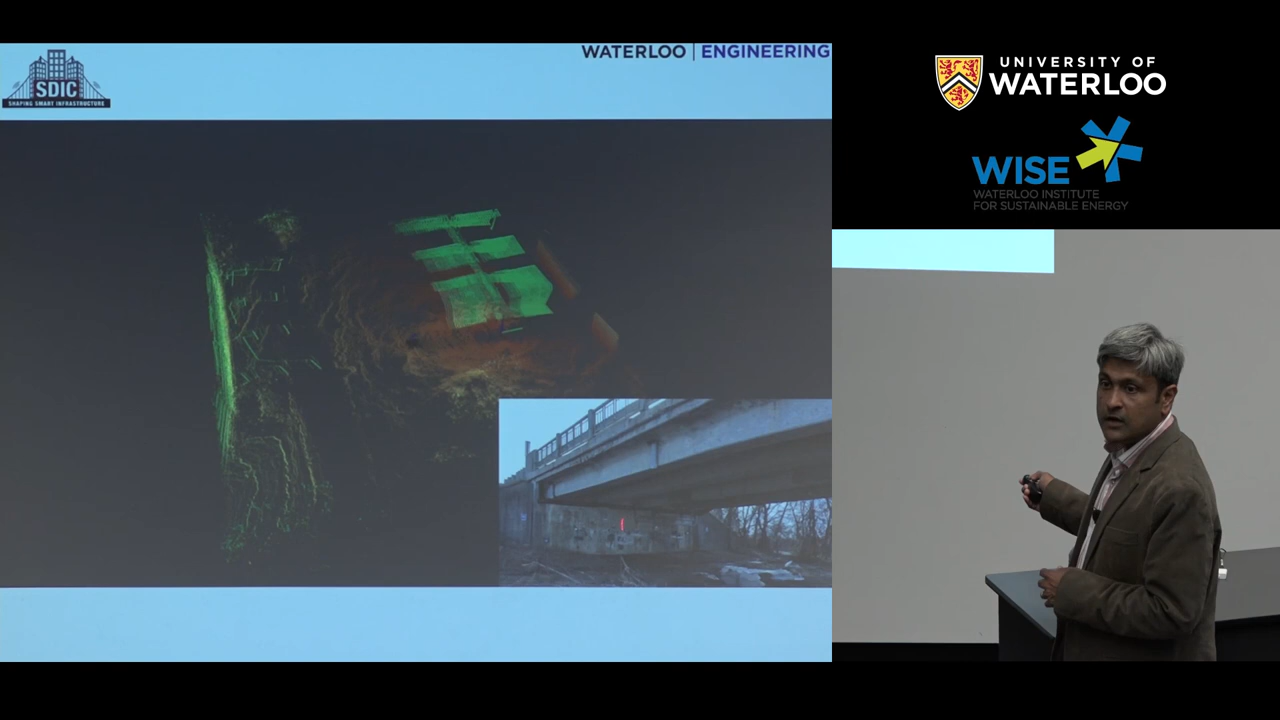 WATERLOO | ENGINEERING
SDIC
SHAPING SMART INFRASTRUCTURE
UNIVERSITY OF
WATERLOO
WISE
WATERLOO INSTITUTE
FOR SUSTAINABLE ENERGY